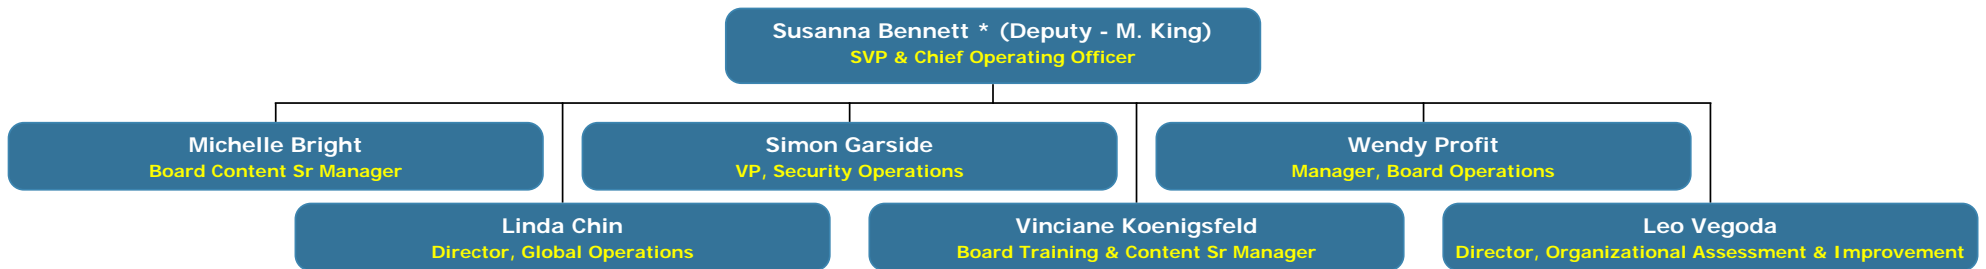 Susanna Bennett * (Deputy - M. King)
SVP & Chief Operating Officer
Michelle Bright
Board Content Sr Manager
Simon Garside
VP, Security Operations
Wendy Profit
Manager, Board Operations
Linda Chin
Director, Global Operations
Vinciane Koenigsfeld
Board Training & Content Sr Manager
Leo Vegoda
Director, Organizational Assessment & Improvement